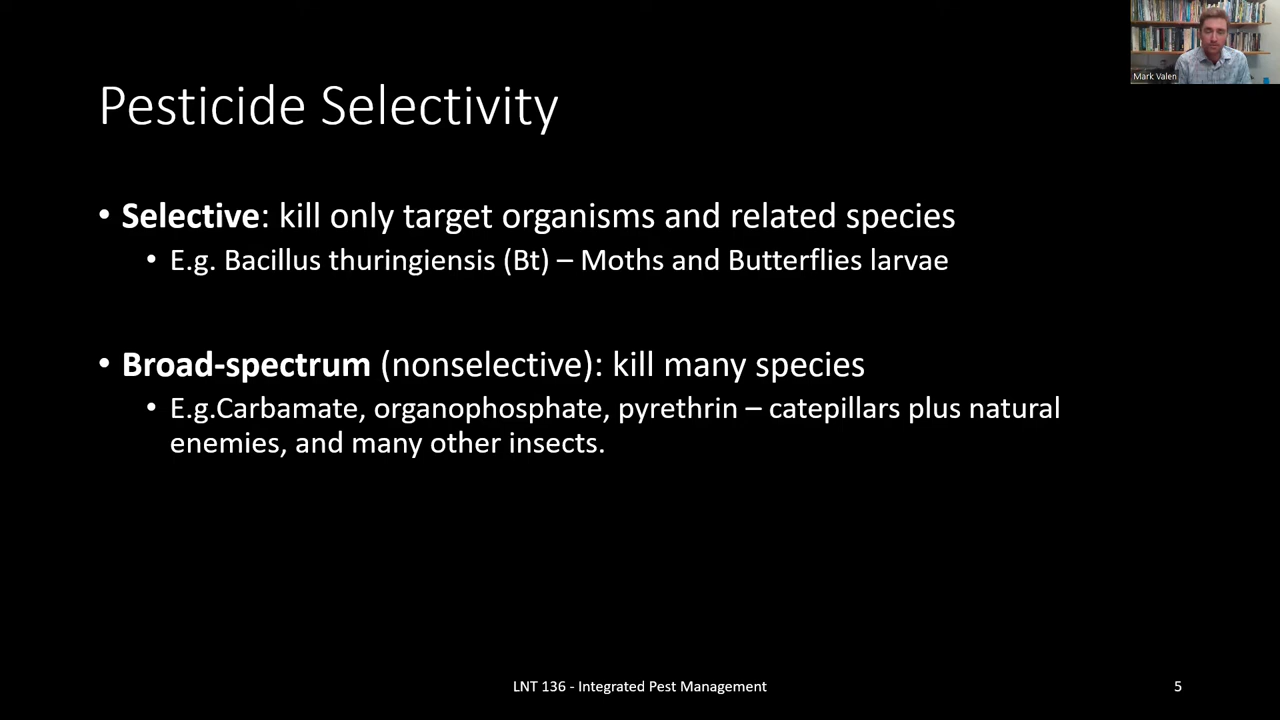 Mark Valen
Pesticide Selectivity
• Selective: kill only target organisms and related species
• E.g. Bacillus thuringiensis (Bt) – Moths and Butterflies larvae
• Broad-spectrum (nonselective): kill many species
• E.g.Carbamate, organophosphate, pyrethrin – catepillars plus natural
enemies, and many other insects.
LNT 136 - Integrated Pest Management
5